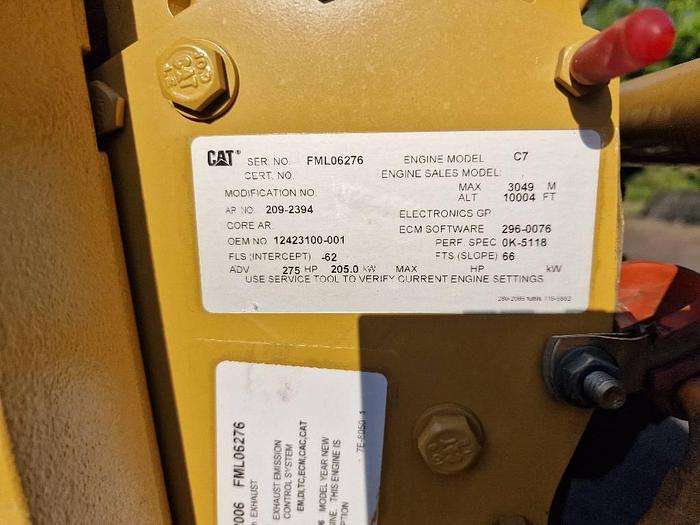 CAT® SER. NO. FML06276 ENGINE MODEL C7
CERT. NO. ENGINE SALES MODEL:
MODIFICATION NO. MAX 3049 M
ALT 10004 FT
AR NO. 209-2394 ELECTRONICS GP
CORE AR ECM SOFTWARE 296-0076
OEM NO 12423100-001 PERF. SPEC 0K-5118
FLS (INTERCEPT) -62 FTS (SLOPE) 66
ADV 275 HP 205.0 kW MAX HP kW
USE SERVICE TOOL TO VERIFY CURRENT ENGINE SETTINGS
2006 FML06276
EXHAUST
EXHAUST EMISSION
CONTROL SYSTEM
EM,DI,TC,ECM,CAC,CAT
MODEL YEAR NEW
THIS ENGINE IS
CAT
CAT